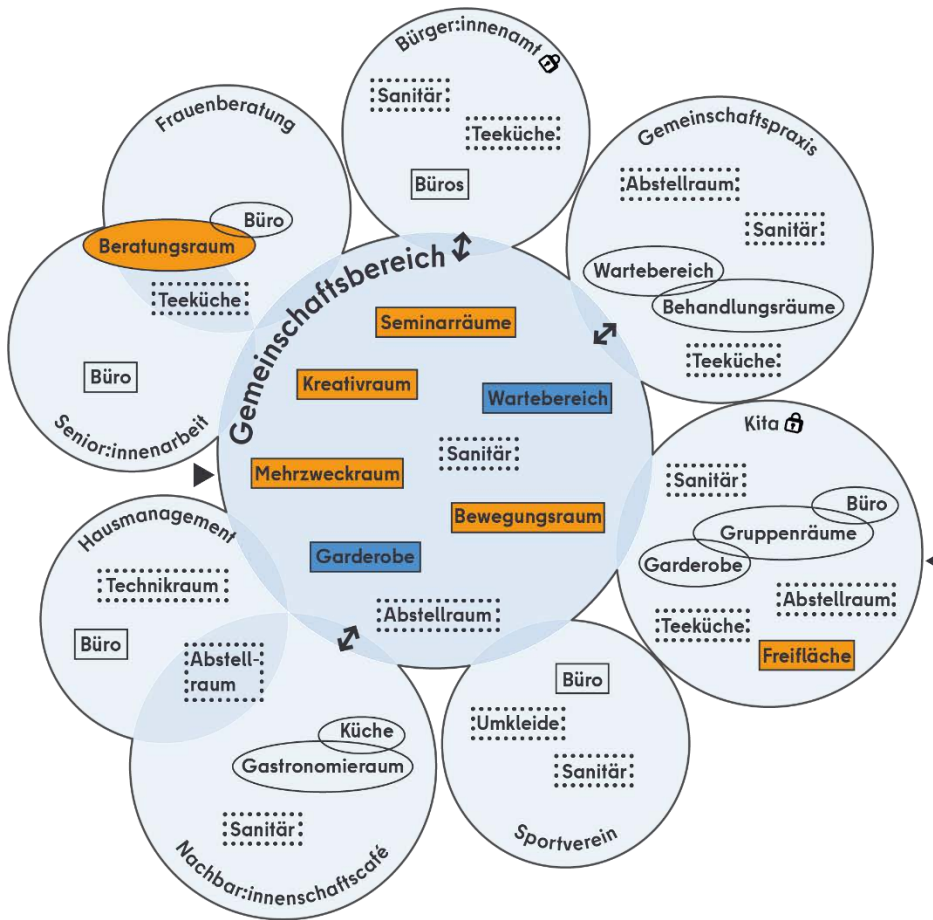 Bürger:innenamt
Sanitär
Teeküche
Büros
Frauenberatung
Büro
Beratungsraum
Teeküche
Büro
Senior:innenarbeit
Gemeinschaftspraxis
Abstellraum
Sanitär
Wartebereich
Behandlungsräume
Teeküche
Gemeinschaftsbereich
Seminarräume
Kreativraum
Wartebereich
Sanitär
Mehrzweckraum
Bewegungsraum
Garderobe
Abstellraum
Kita
Sanitär
Büro
Gruppenräume
Garderobe
Abstellraum
Teeküche
Freifläche
Hausmanagement
Technikraum
Büro
Abstell-
raum
Küche
Gastronomieraum
Sanitär
Nachbar:innenschaftscafé
Büro
Umkleide
Sanitär
Sportverein